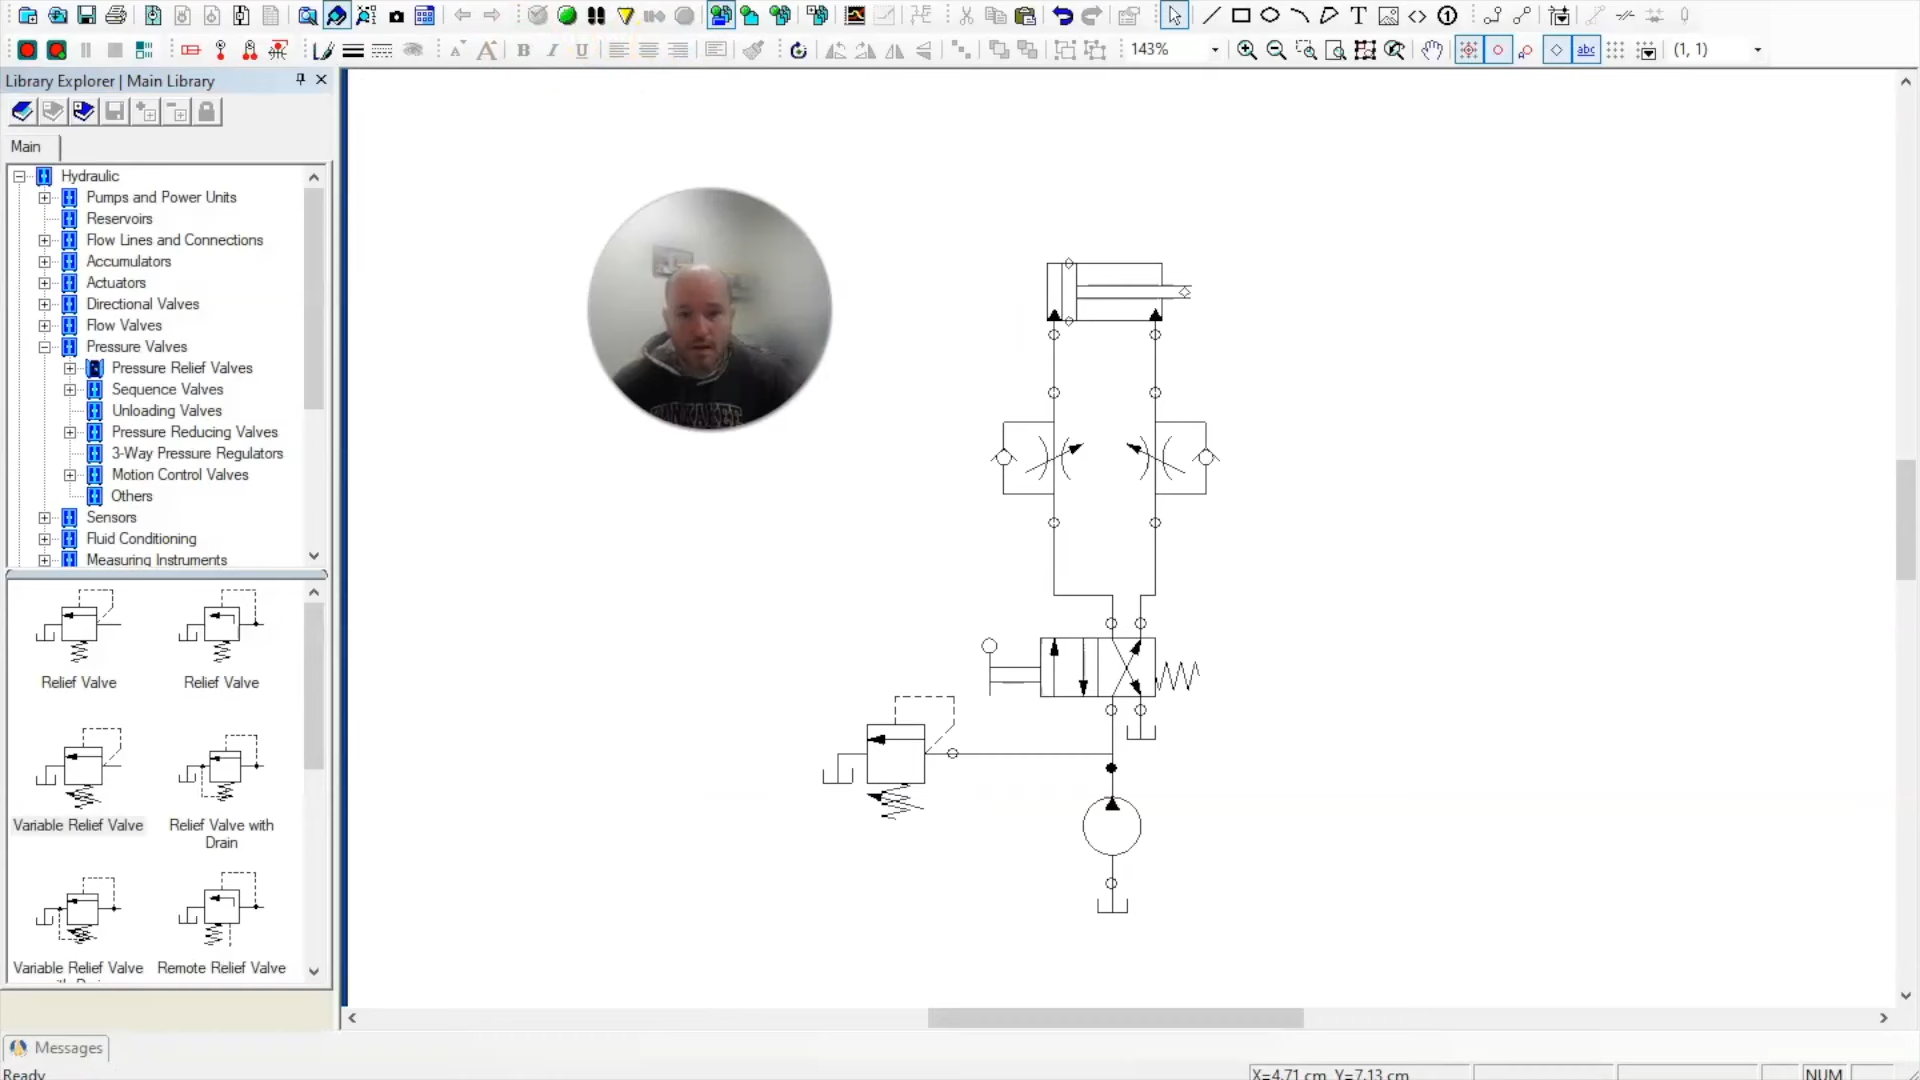 143%
(1, 1)
Library Explorer | Main Library
Main
Hydraulic
Pumps and Power Units
Reservoirs
Flow Lines and Connections
Accumulators
Actuators
Directional Valves
Flow Valves
Pressure Valves
Pressure Relief Valves
Sequence Valves
Unloading Valves
Pressure Reducing Valves
3-Way Pressure Regulators
Motion Control Valves
Others
Sensors
Fluid Conditioning
Measuring Instruments
Relief Valve
Relief Valve
Variable Relief Valve
Relief Valve with
Drain
Variable Relief Valve
Remote Relief Valve
Messages
Ready
X=4.71 cm Y=7.13 cm
NUM